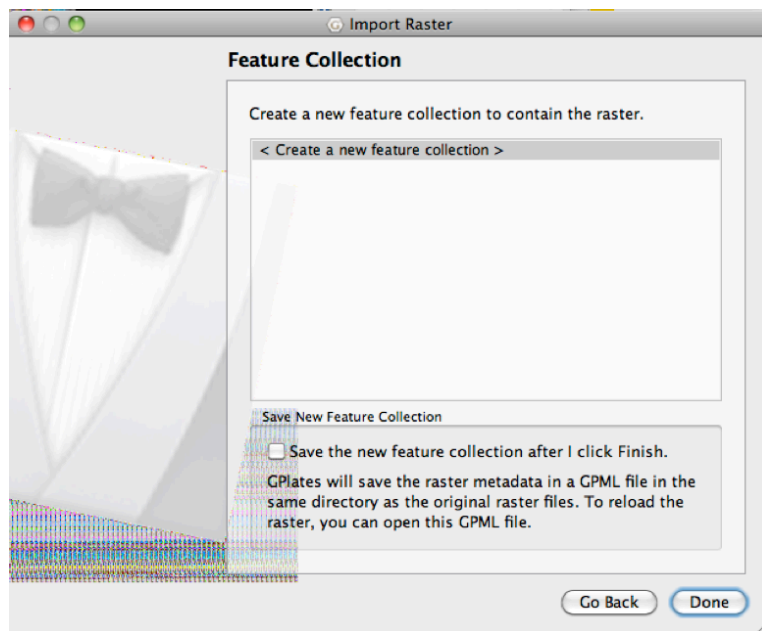 Import Raster
Feature Collection
Create a new feature collection to contain the raster.
< Create a new feature collection >
Save New Feature Collection
Save the new feature collection after I click Finish.
GPlates will save the raster metadata in a GPML file in the
same directory as the original raster files. To reload the
raster, you can open this GPML file.
Go Back
Done